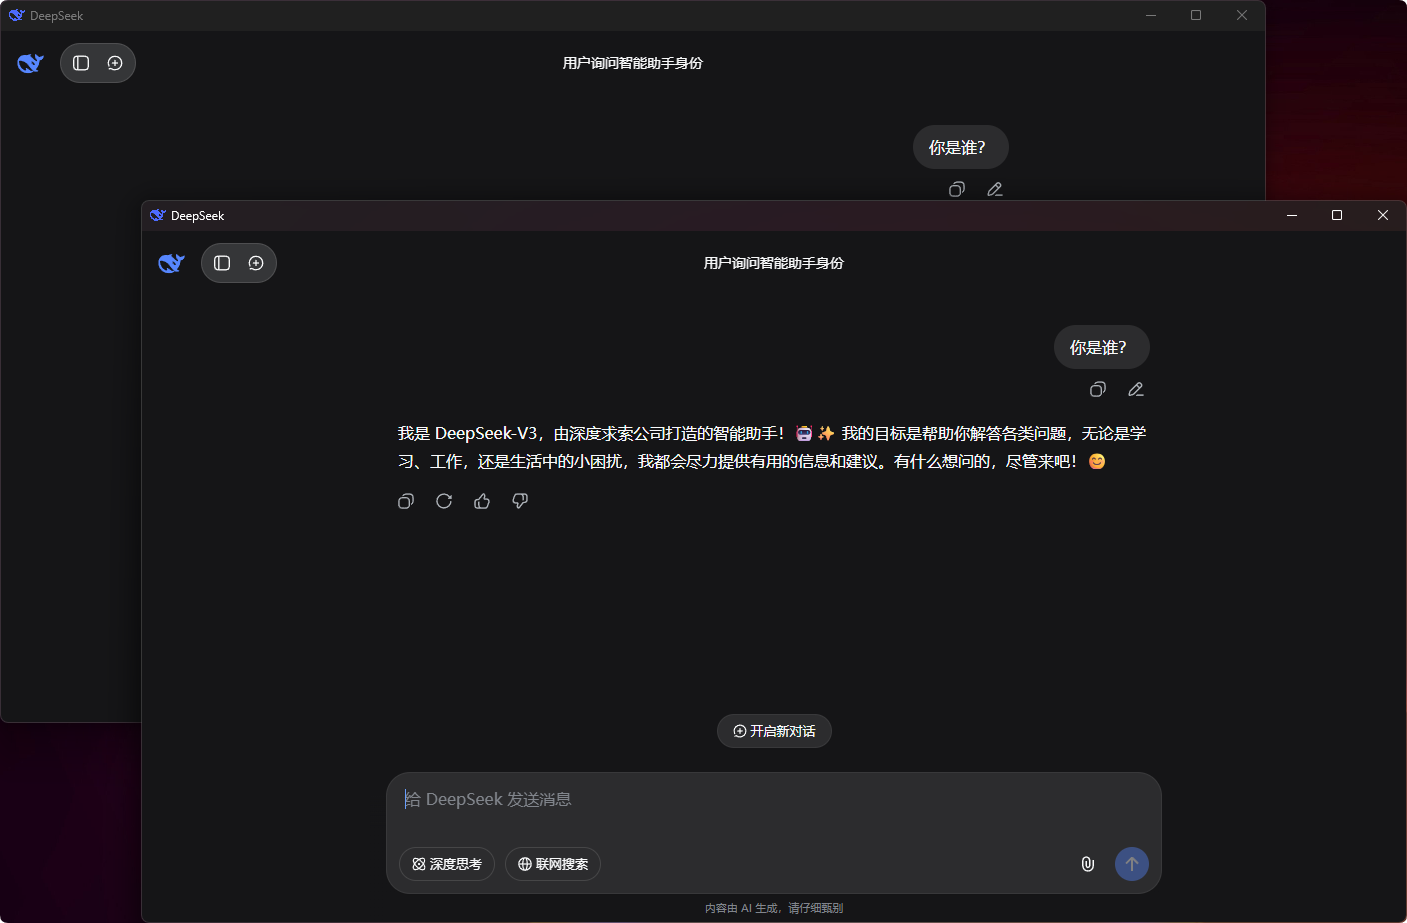 DeepSeek
用户询问智能助手身份
你是谁?
DeepSeek
用户询问智能助手身份
你是谁?
我是 DeepSeek-V3，由深度求索公司打造的智能助手！🤖✨ 我的目标是帮助你解答各类问题，无论是学
习、工作，还是生活中的小困扰，我都会尽力提供有用的信息和建议。有什么想问的，尽管来吧！😊
开启新对话
给 DeepSeek 发送消息
深度思考 联网搜索
内容由 AI 生成，请仔细甄别